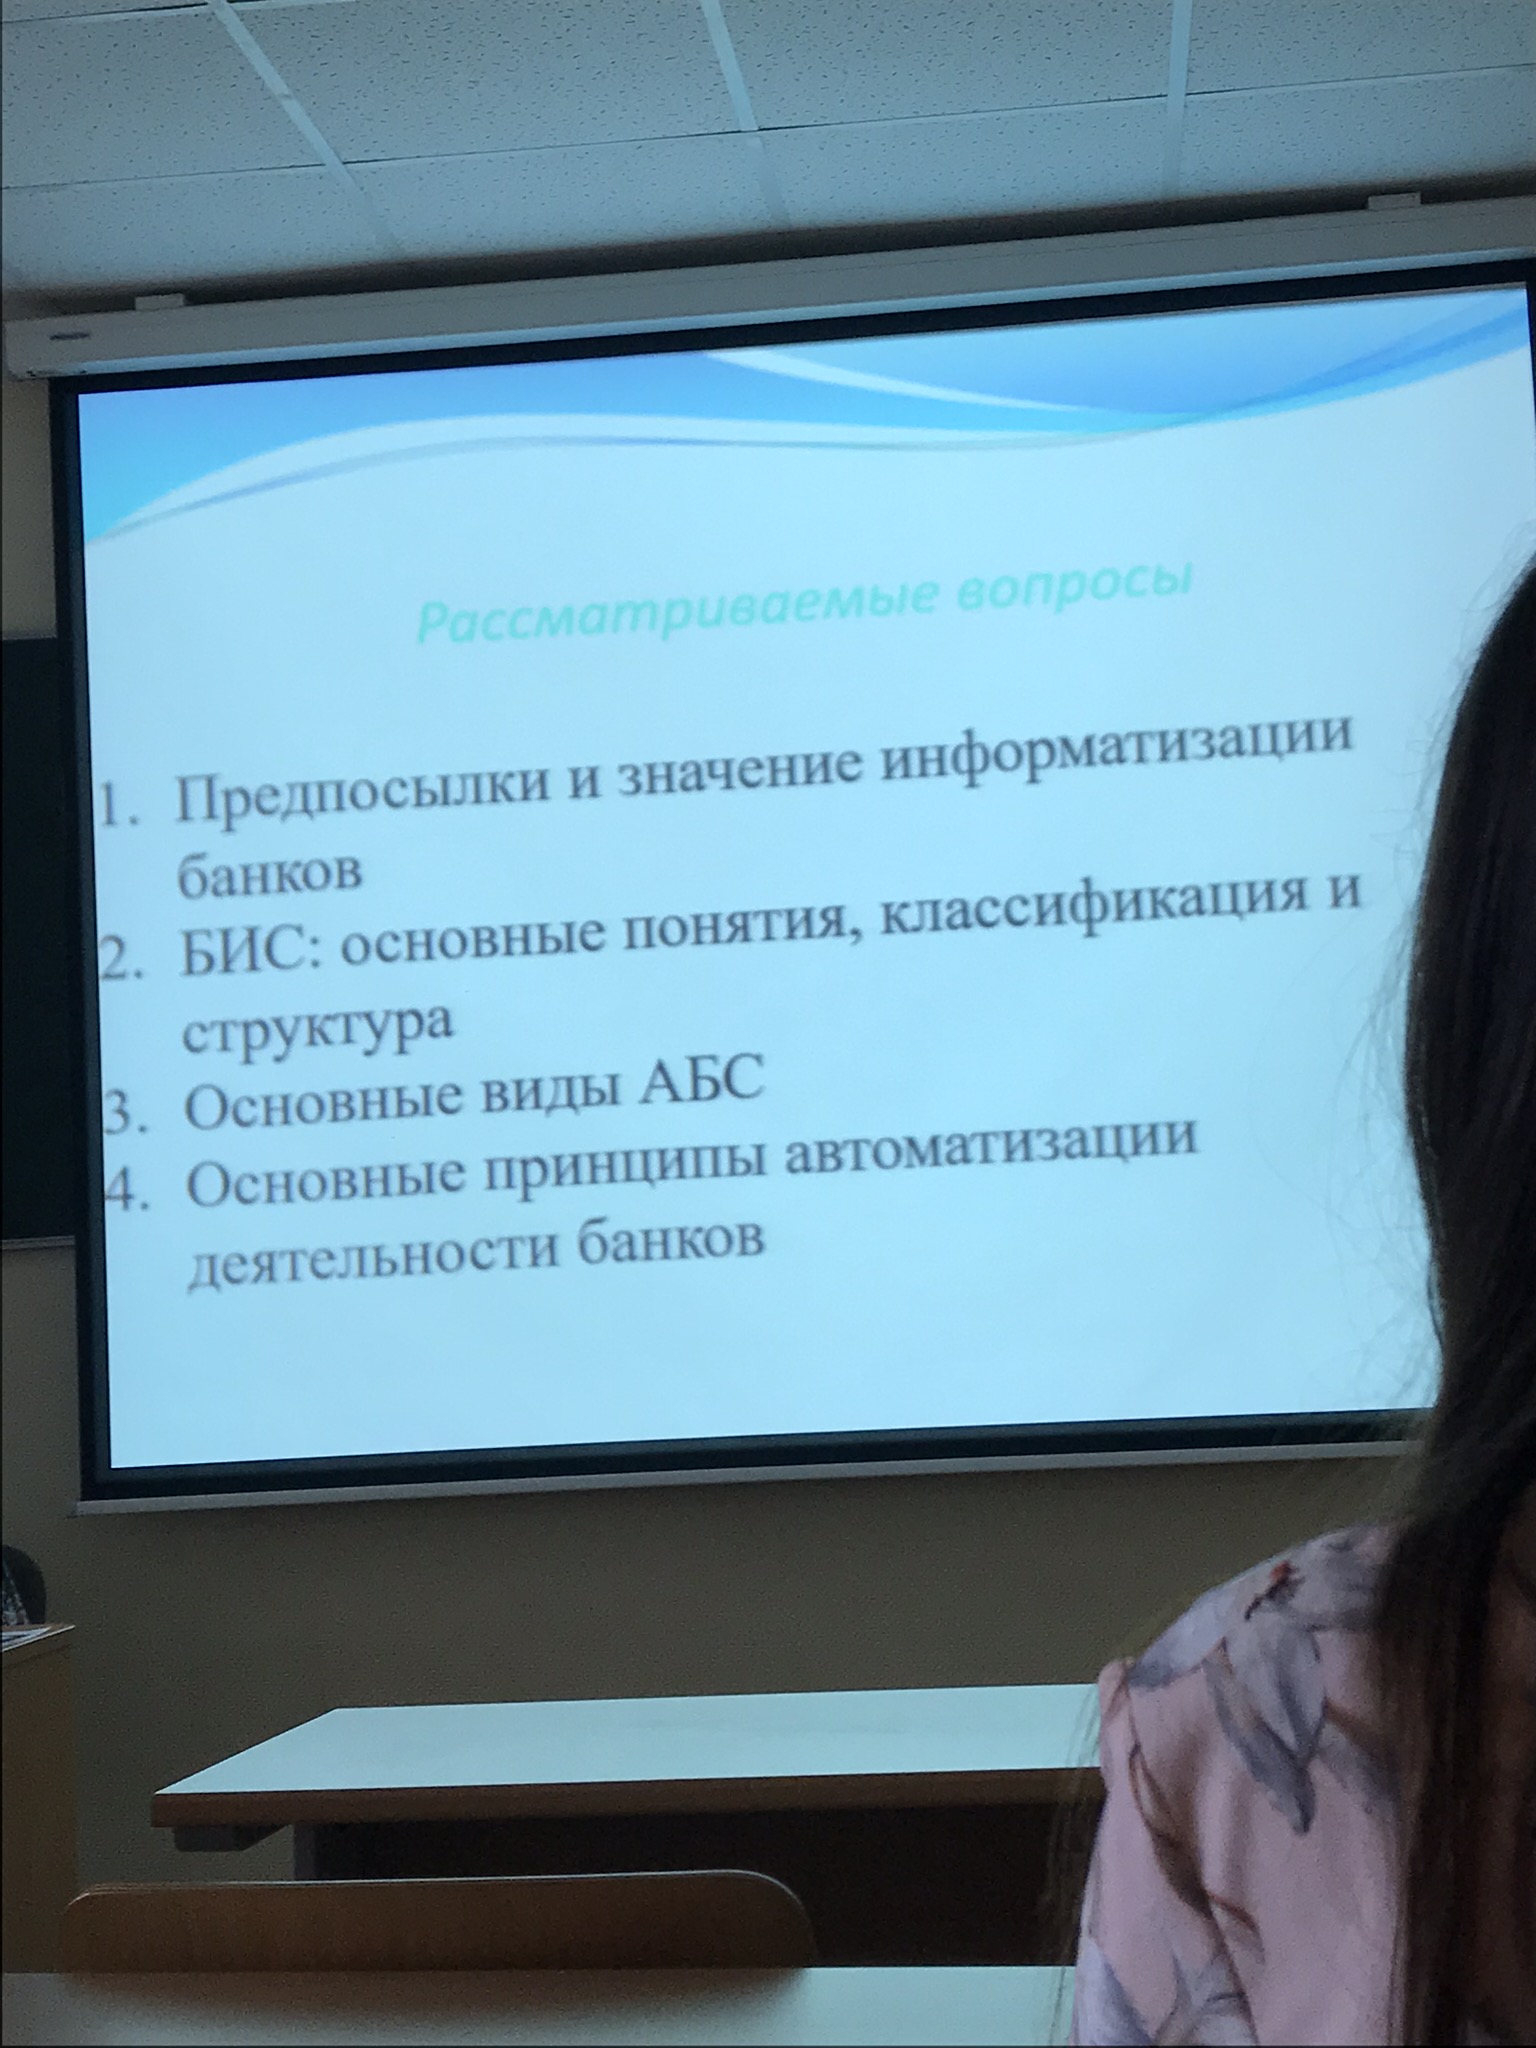 Рассматриваемые вопросы
1. Предпосылки и значение информатизации
банков
2. БИС: основные понятия, классификация и
структура
3. Основные виды АБС
4. Основные принципы автоматизации
деятельности банков